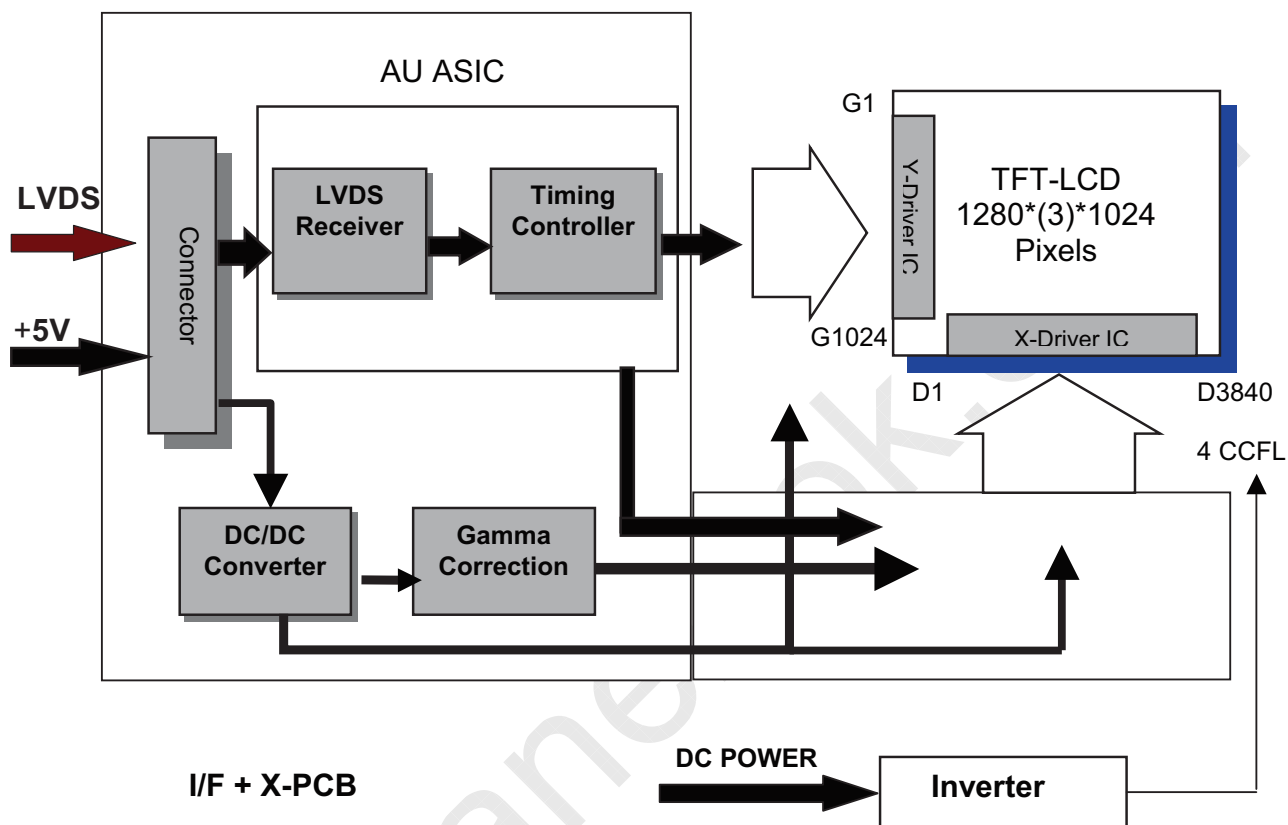 AU ASIC
LVDS
+5V
Connector
LVDS
Receiver
Timing
Controller
G1
G1024
Y-Driver IC
TFT-LCD
1280*(3)*1024
Pixels
X-Driver IC
D1
D3840
4 CCFL
DC/DC
Converter
Gamma
Correction
I/F + X-PCB
DC POWER
Inverter